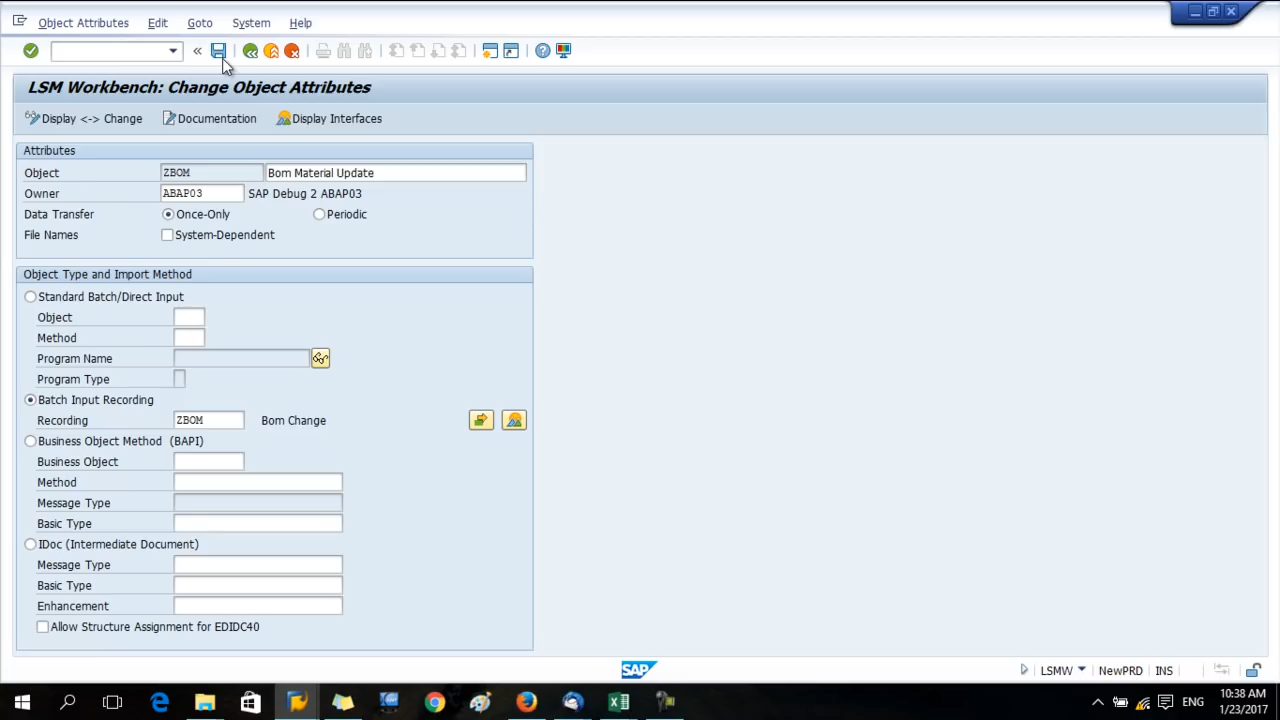 Object Attributes Edit Goto System Help
LSM Workbench: Change Object Attributes
Display <-> Change Documentation Display Interfaces
Attributes
Object ZBOM Bom Material Update
Owner ABAP03 SAP Debug 2 ABAP03
Data Transfer Once-Only Periodic
File Names System-Dependent
Object Type and Import Method
Standard Batch/Direct Input
Object
Method
Program Name
Program Type
Batch Input Recording
Recording ZBOM Bom Change
Business Object Method (BAPI)
Business Object
Method
Message Type
Basic Type
IDoc (Intermediate Document)
Message Type
Basic Type
Enhancement
Allow Structure Assignment for EDIDC40
SAP LSMW NewPRD INS
ENG 10:38 AM
1/23/2017